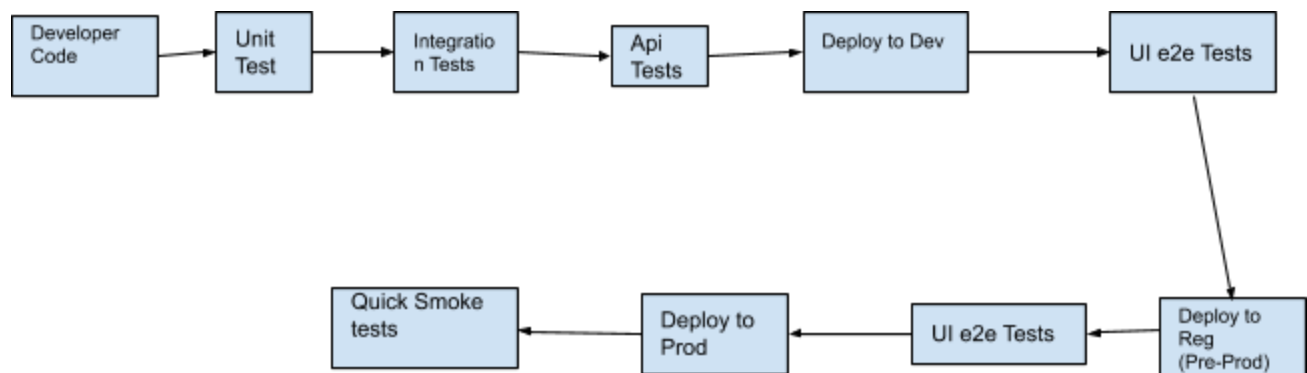 Developer
Code
Unit
Test
Integratio
n Tests
Api
Tests
Deploy to Dev
UI e2e Tests
Deploy to
Reg
(Pre-Prod)
UI e2e Tests
Deploy to
Prod
Quick Smoke
tests